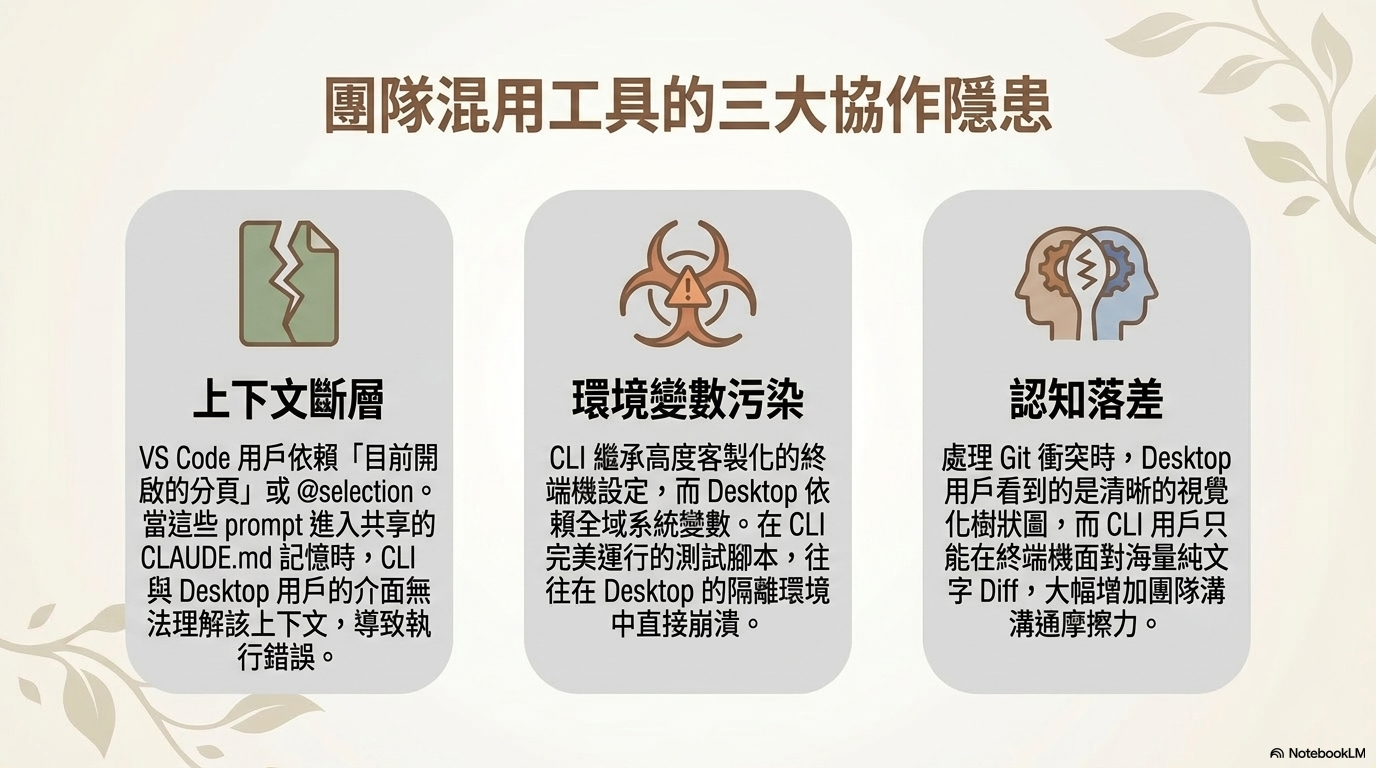 團隊混用工具的三大協作隱患
上下文斷層
VS Code 用戶依賴「目前開
啟的分頁」或 @selection。
當這些 prompt 進入共享的
CLAUDE.md 記憶時，CLI
與 Desktop 用戶的介面無
法理解該上下文，導致執
行錯誤。
環境變數污染
CLI 繼承高度客製化的終
端機設定，而 Desktop 依
賴全域系統變數。在 CLI
完美運行的測試腳本，往
往在 Desktop 的隔離環境
中直接崩潰。
認知落差
處理 Git 衝突時，Desktop
用戶看到的是清晰的視覺
化樹狀圖，而 CLI 用戶只
能在終端機面對海量純文
字 Diff，大幅增加團隊溝
溝通摩擦力。
NotebookLM